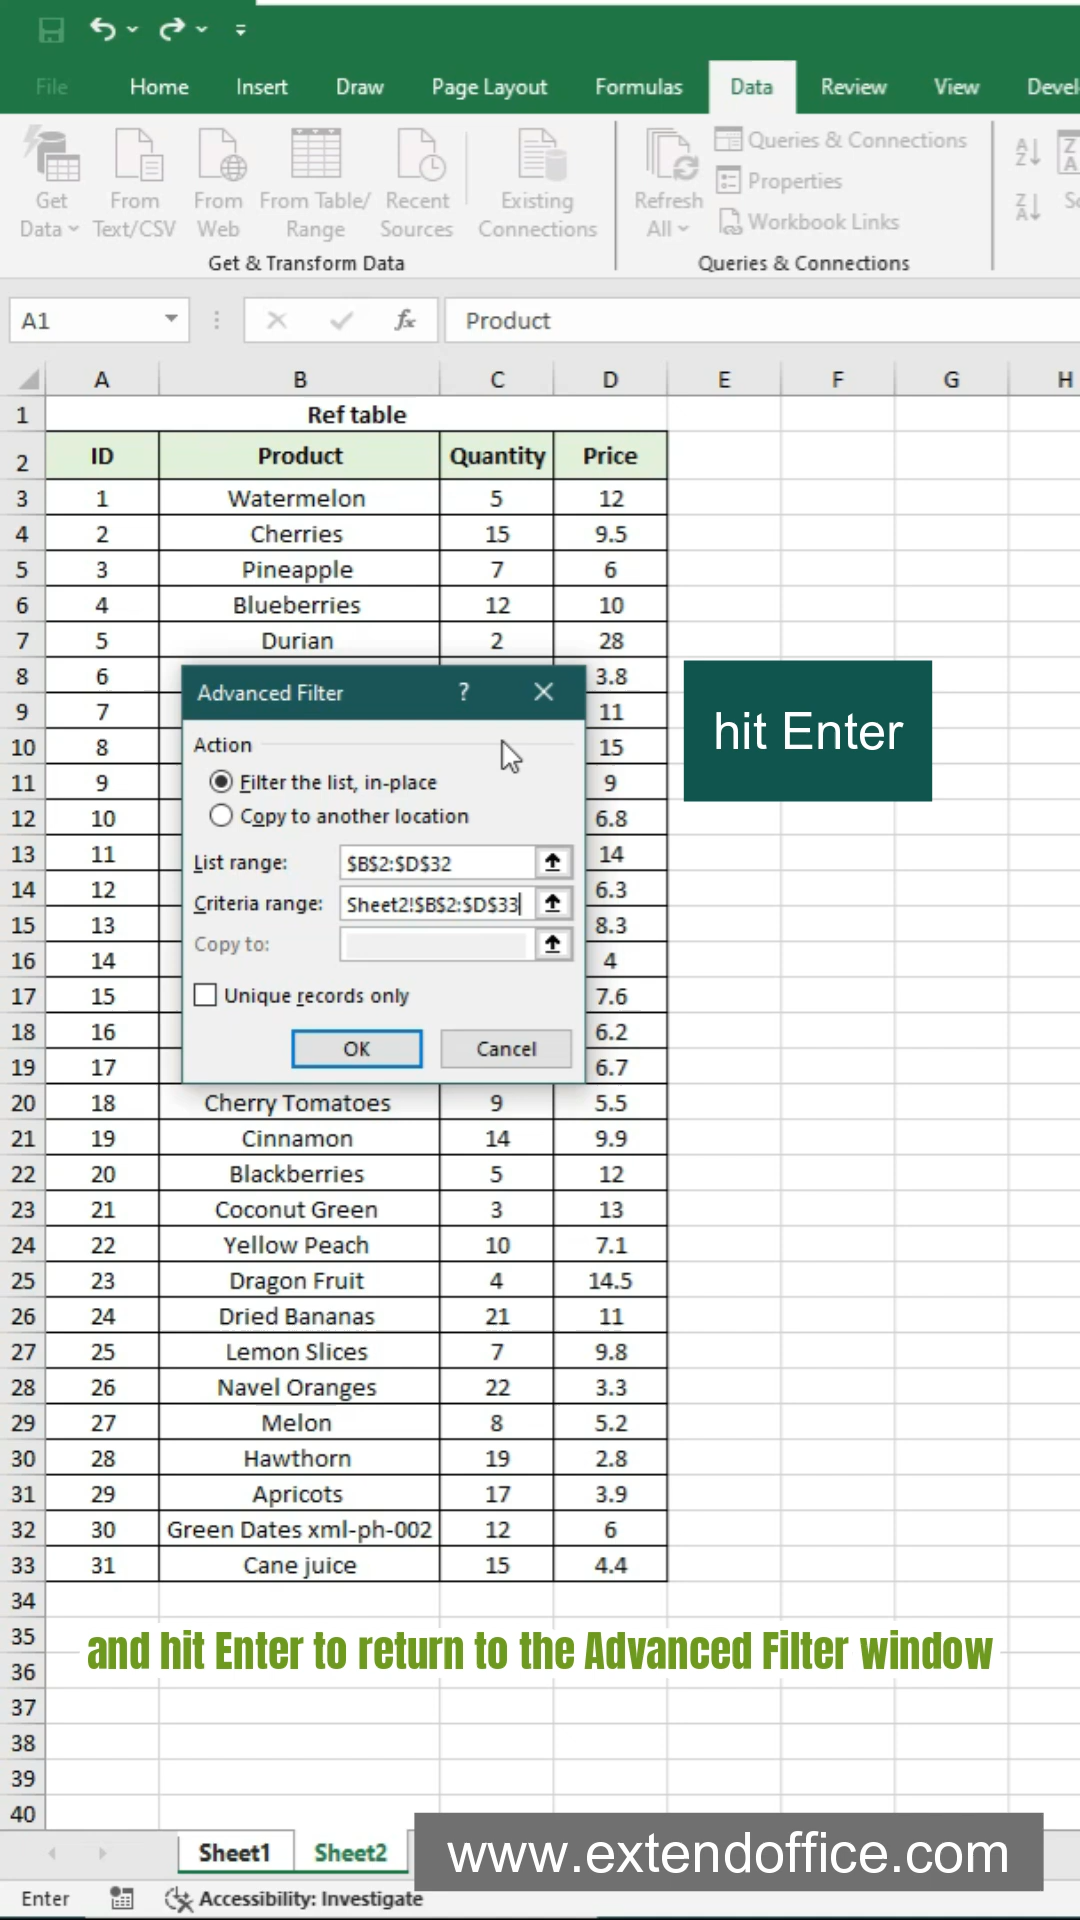 File Home Insert Draw Page Layout Formulas Data Review View Devel
Get Data From Text/CSV From Web From Table/ Range Recent Sources Existing Connections Refresh All Queries & Connections Properties Workbook Links A Z Z A Z A
Get & Transform Data Queries & Connections
A1 fx Product
A B C D E F G H
1 Ref table
2 ID Product Quantity Price
3 1 Watermelon 5 12
4 2 Cherries 15 9.5
5 3 Pineapple 7 6
6 4 Blueberries 12 10
7 5 Durian 2 28
8 6 3.8
9 7 11
10 8 15
11 9 9
12 10 6.8
13 11 14
14 12 6.3
15 13 8.3
16 14 4
17 15 7.6
18 16 6.2
19 17 6.7
20 18 Cherry Tomatoes 9 5.5
21 19 Cinnamon 14 9.9
22 20 Blackberries 5 12
23 21 Coconut Green 3 13
24 22 Yellow Peach 10 7.1
25 23 Dragon Fruit 4 14.5
26 24 Dried Bananas 21 11
27 25 Lemon Slices 7 9.8
28 26 Navel Oranges 22 3.3
29 27 Melon 8 5.2
30 28 Hawthorn 19 2.8
31 29 Apricots 17 3.9
32 30 Green Dates xml-ph-002 12 6
33 31 Cane juice 15 4.4
34
35
36
37
38
39
40
Advanced Filter ?
Action
Filter the list, in-place
Copy to another location
List range: $B$2:$D$32
Criteria range: Sheet2!$B$2:$D$33
Copy to:
Unique records only
OK Cancel
hit Enter
and hit Enter to return to the Advanced Filter window
Sheet1 Sheet2
www.extendoffice.com
Enter Accessibility: Investigate